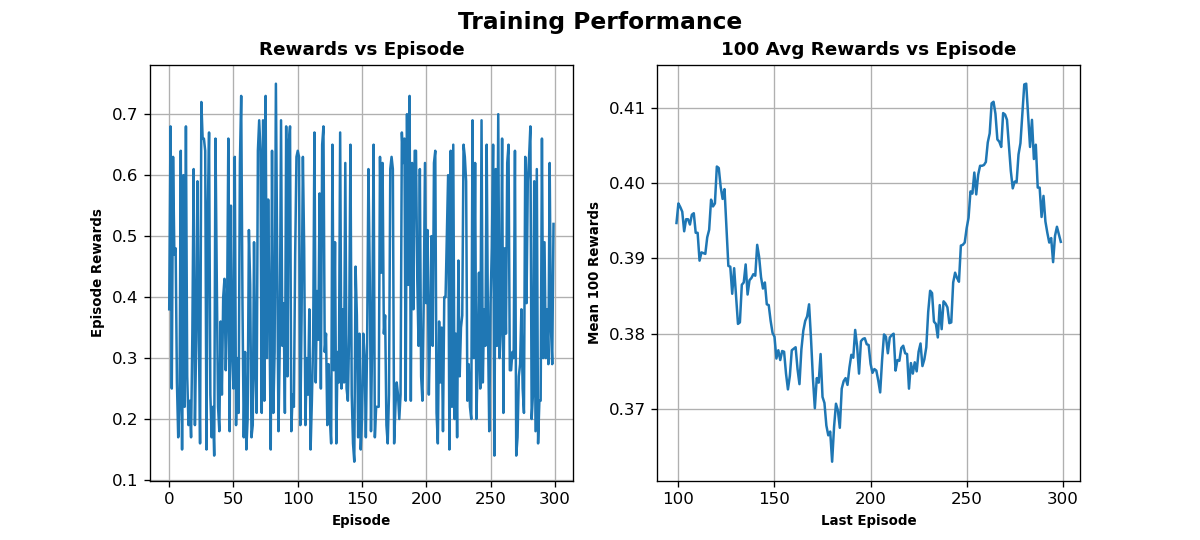 Training Performance
Rewards vs Episode
0.7
0.6
0.5
0.4
0.3
0.2
0.1
Episode Rewards
0 50 100 150 200 250 300
Episode
100 Avg Rewards vs Episode
0.41
0.40
0.39
0.38
0.37
Mean 100 Rewards
100 150 200 250 300
Last Episode